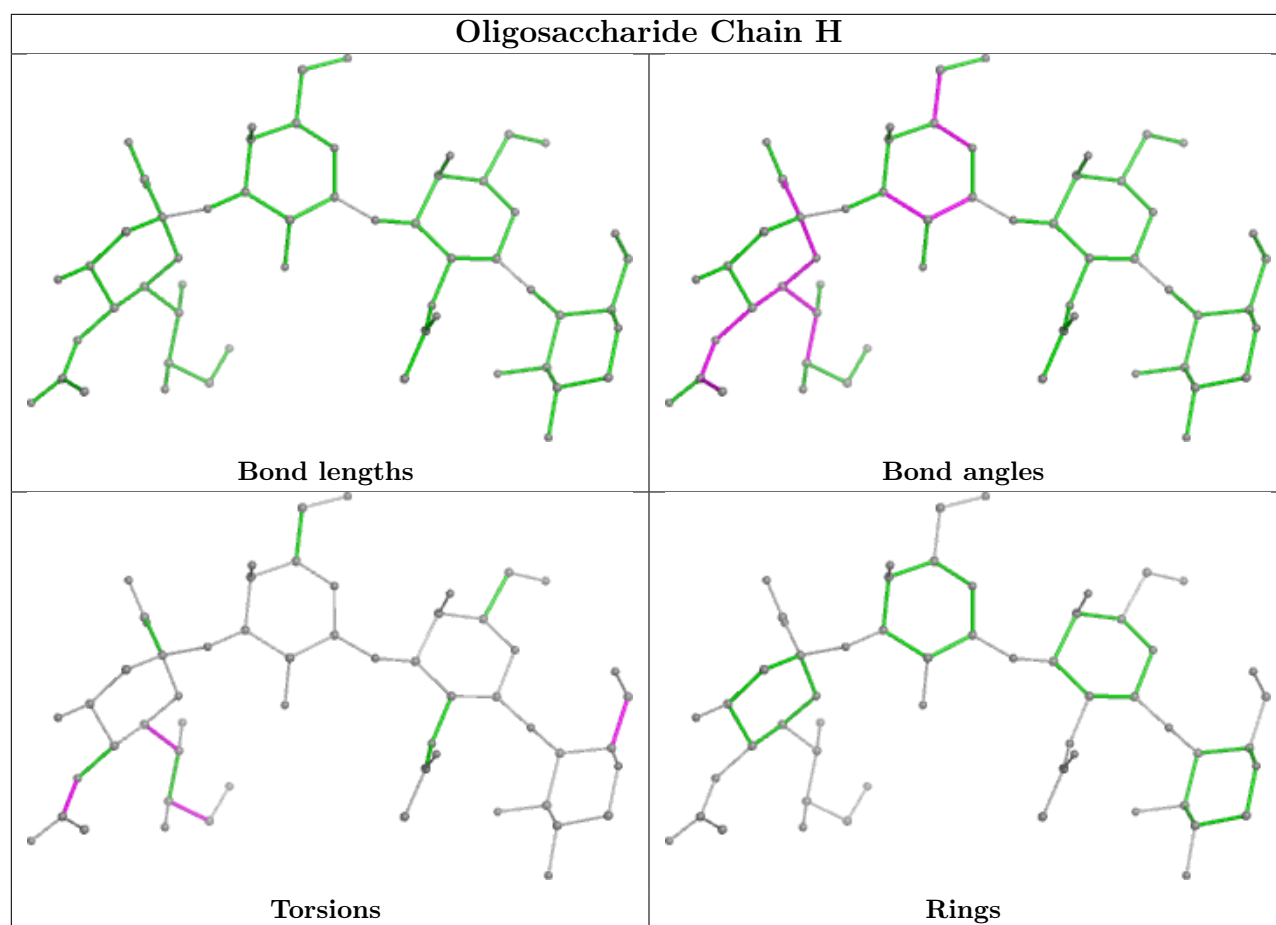 Oligosaccharide Chain H
Bond lengths
Bond angles
Torsions
Rings